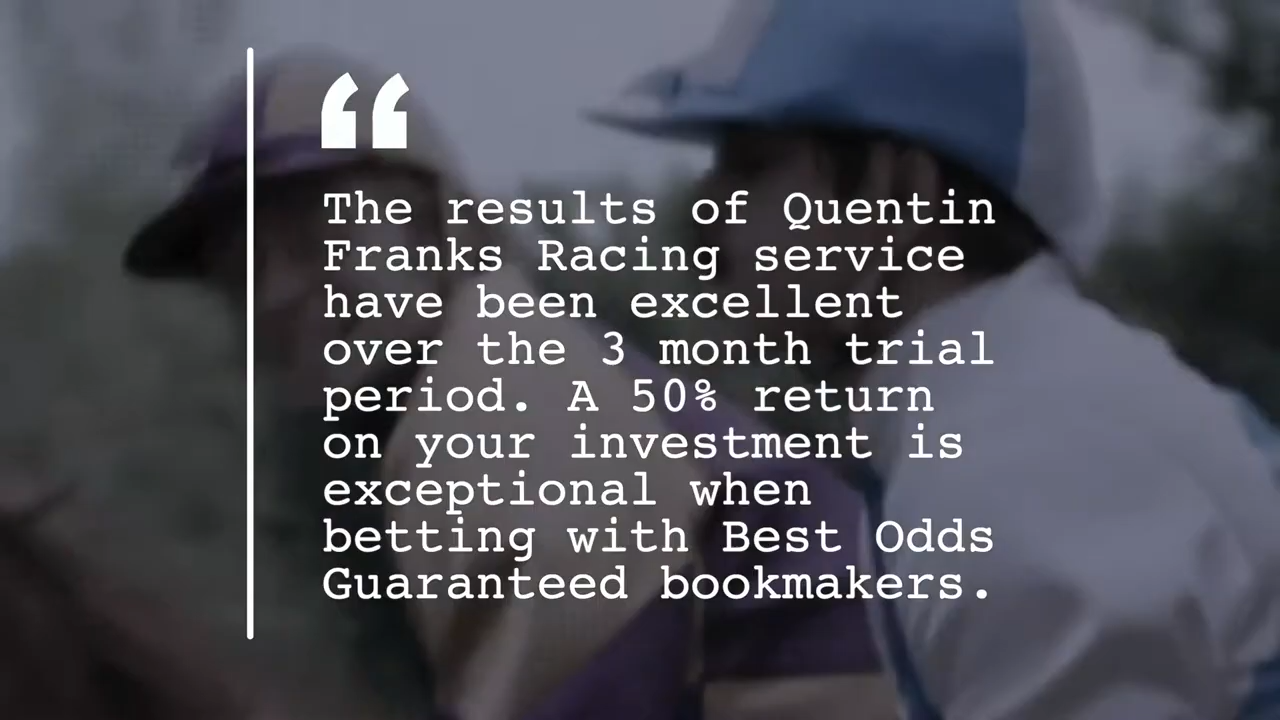 “
The results of Quentin
Franks Racing service
have been excellent
over the 3 month trial
period. A 50% return
on your investment is
exceptional when
betting with Best Odds
Guaranteed bookmakers.